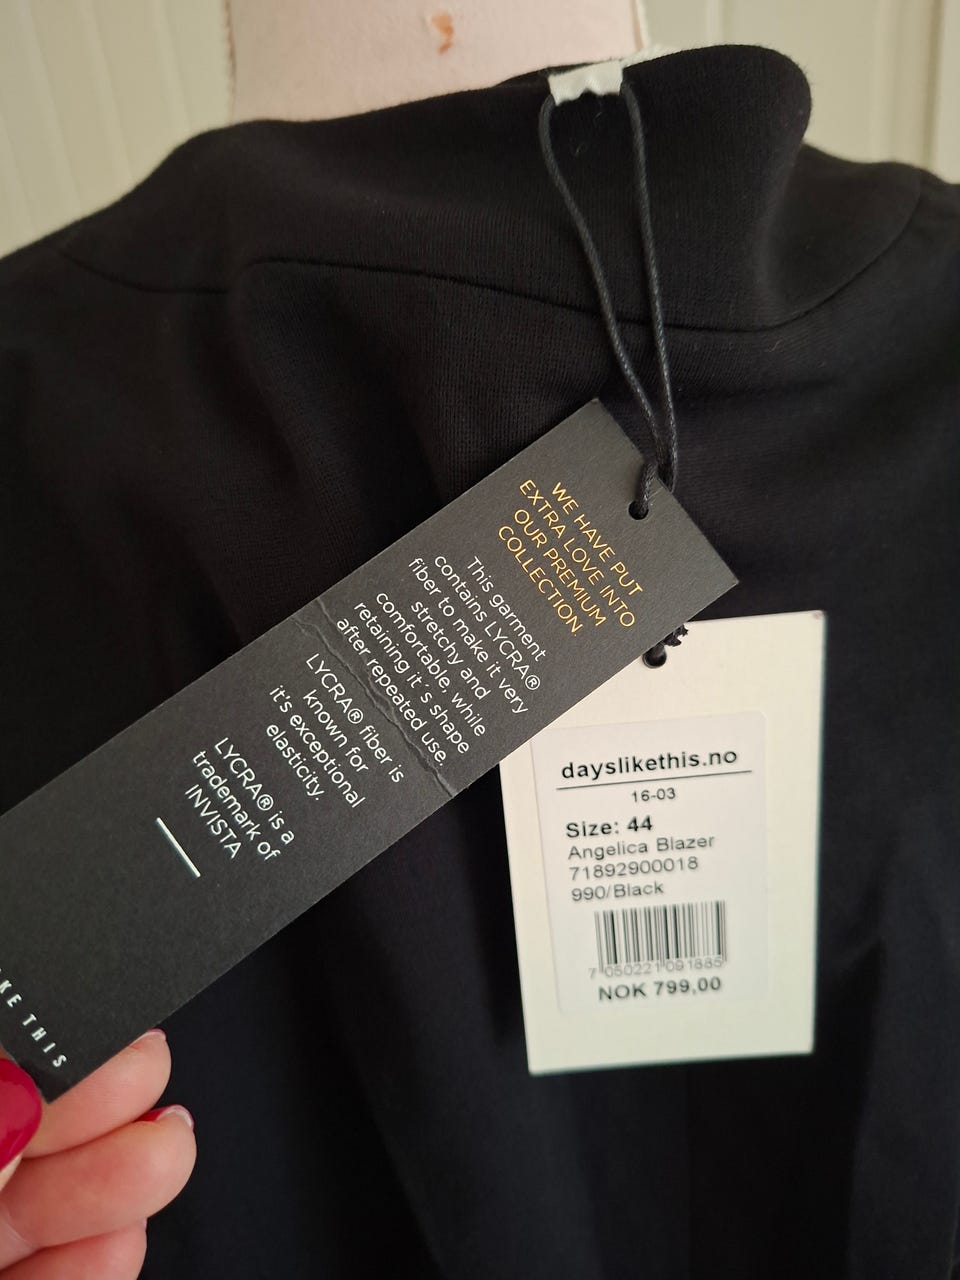 WE HAVE PUT
EXTRA LOVE INTO
OUR PREMIUM
COLLECTION.
This garment
contains LYCRA®
fiber to make it very
stretchy and
comfortable, while
retaining it´s shape
after repeated use.
LYCRA® fiber is
known for
it's exceptional
elasticity.
LYCRA® is a
trademark of
INVISTA
THIS
dayslikethis.no
16-03
Size: 44
Angelica Blazer
71892900018
990/Black
7 050221 091885
NOK 799,00